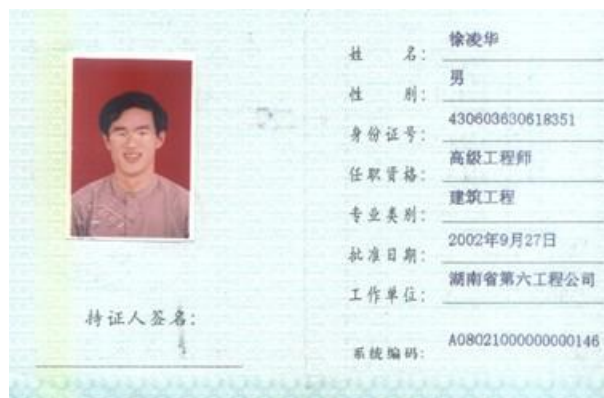 姓 名: 徐凌华
性 别: 男
身份证号: 430603630618351
任职资格: 高级工程师
专业类别: 建筑工程
批准日期: 2002年9月27日
工作单位: 湖南省第六工程公司
持证人签名:
系统编码: A08021000000000146